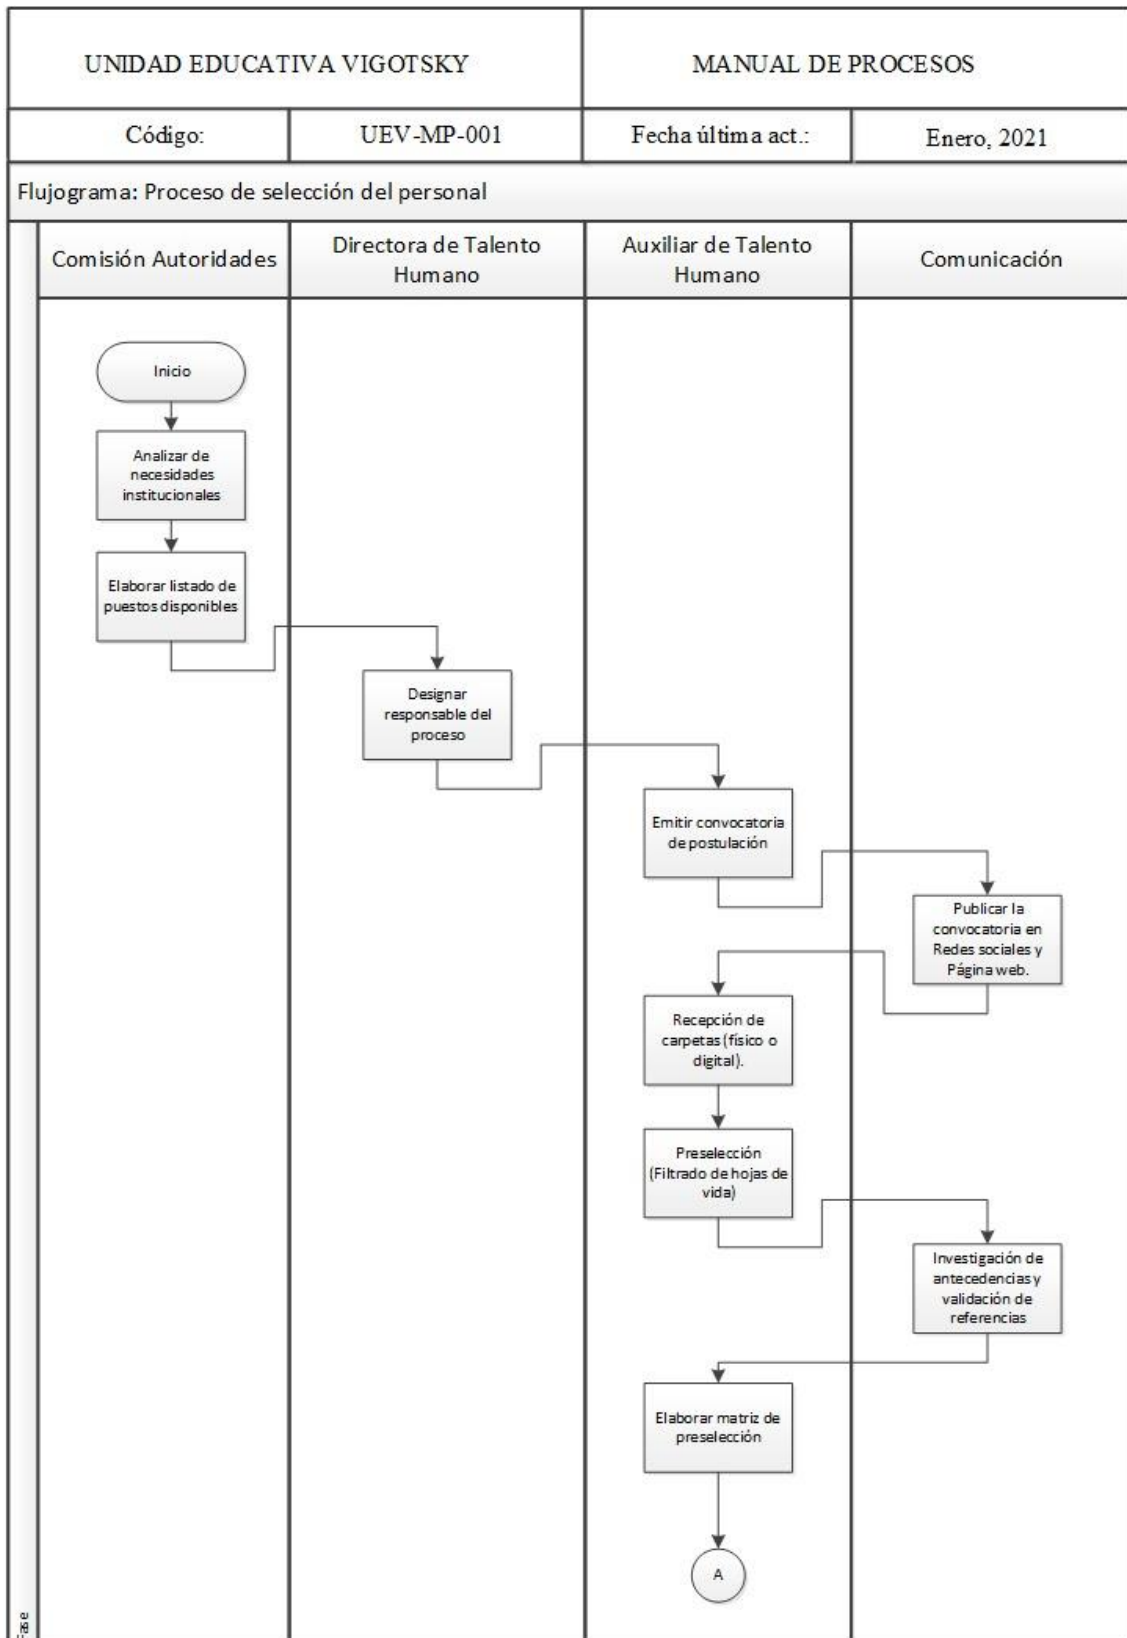 UNIDAD EDUCATIVA VIGOTSKY
MANUAL DE PROCESOS
Código:
UEV-MP-001
Fecha última act.:
Enero, 2021
Flujograma: Proceso de selección del personal
Comisión Autoridades
Directora de Talento
Humano
Auxiliar de Talento
Humano
Comunicación
Inicio
Analizar de
necesidades
institucionales
Elaborar listado de
puestos disponibles
Designar
responsable del
proceso
Emitir convocatoria
de postulación
Publicar la
convocatoria en
Redes sociales y
Página web.
Recepción de
carpetas (físico o
digital).
Preselección
(Filtrado de hojas de
vida)
Investigación de
antecedencias y
validación de
referencias
Elaborar matriz de
preselección
A
Fase